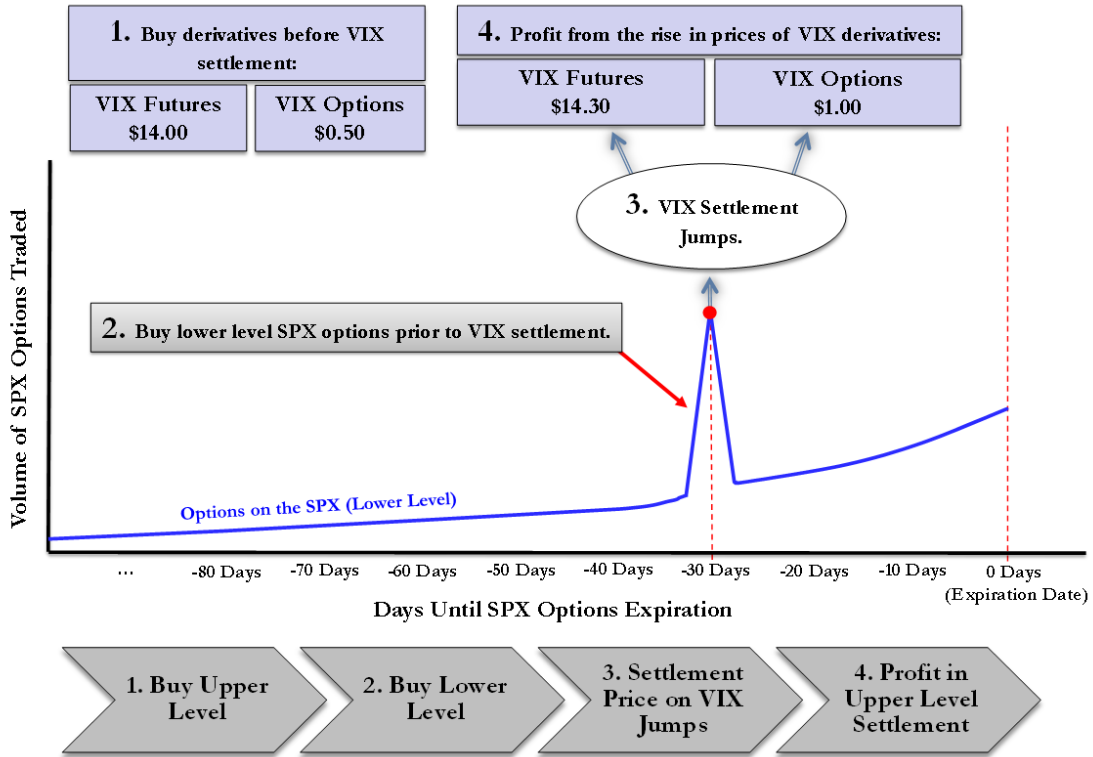 1. Buy derivatives before VIX
settlement:
VIX Futures
$14.00
VIX Options
$0.50
4. Profit from the rise in prices of VIX derivatives:
VIX Futures
$14.30
VIX Options
$1.00
3. VIX Settlement
Jumps.
2. Buy lower level SPX options prior to VIX settlement.
Volume of SPX Options Traded
Options on the SPX (Lower Level)
... -80 Days -70 Days -60 Days -50 Days -40 Days -30 Days -20 Days -10 Days 0 Days
(Expiration Date)
Days Until SPX Options Expiration
1. Buy Upper
Level
2. Buy Lower
Level
3. Settlement
Price on VIX
Jumps
4. Profit in
Upper Level
Settlement